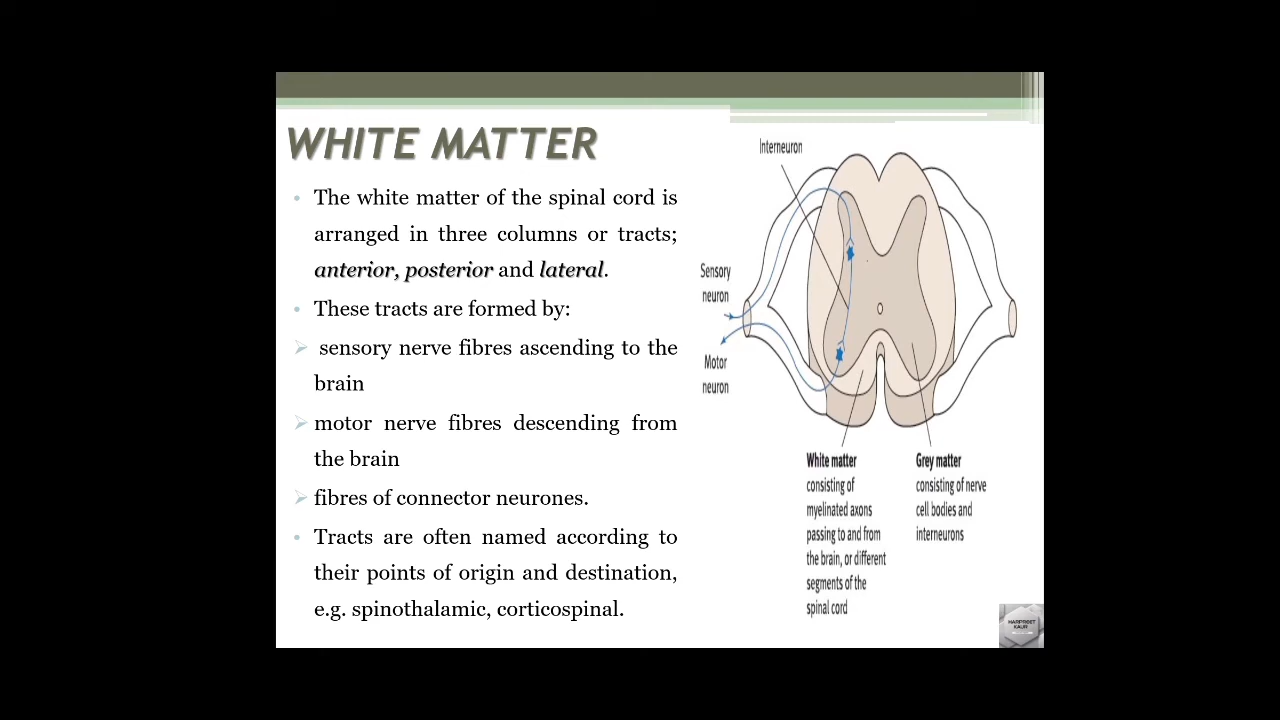 WHITE MATTER
• The white matter of the spinal cord is
arranged in three columns or tracts;
anterior, posterior and lateral.
• These tracts are formed by:
➢ sensory nerve fibres ascending to the
brain
➢ motor nerve fibres descending from
the brain
➢ fibres of connector neurones.
• Tracts are often named according to
their points of origin and destination,
e.g. spinothalamic, corticospinal.
Interneuron
Sensory
neuron
Motor
neuron
White matter
consisting of
myelinated axons
passing to and from
the brain, or different
segments of the
spinal cord
Grey matter
consisting of nerve
cell bodies and
interneurons
HARPREET
KAUR